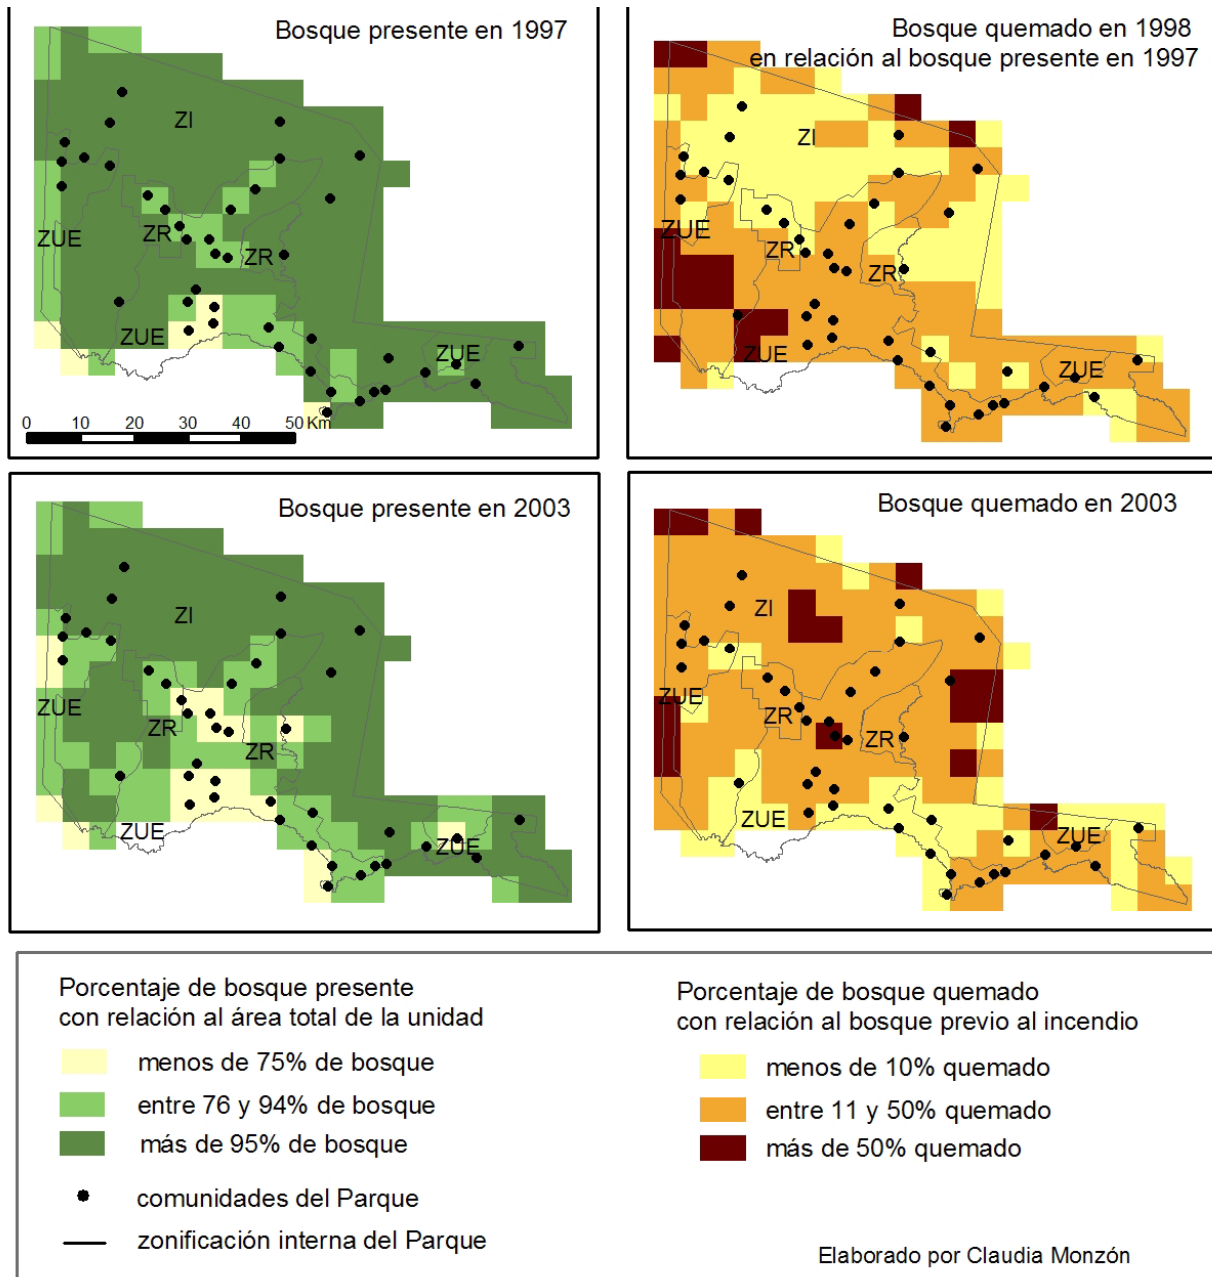 Bosque presente en 1997
ZI
ZUE
ZR
ZR
ZUE
ZUE
0 10 20 30 40 50 Km
Bosque quemado en 1998
en relación al bosque presente en 1997
ZI
ZUE
ZR
ZR
ZUE
ZUE
Bosque presente en 2003
ZI
ZUE
ZR
ZR
ZUE
ZUE
Bosque quemado en 2003
ZI
ZUE
ZR
ZR
ZUE
ZUE
Porcentaje de bosque presente
con relación al área total de la unidad
menos de 75% de bosque
entre 76 y 94% de bosque
más de 95% de bosque
comunidades del Parque
zonificación interna del Parque
Porcentaje de bosque quemado
con relación al bosque previo al incendio
menos de 10% quemado
entre 11 y 50% quemado
más de 50% quemado
Elaborado por Claudia Monzón